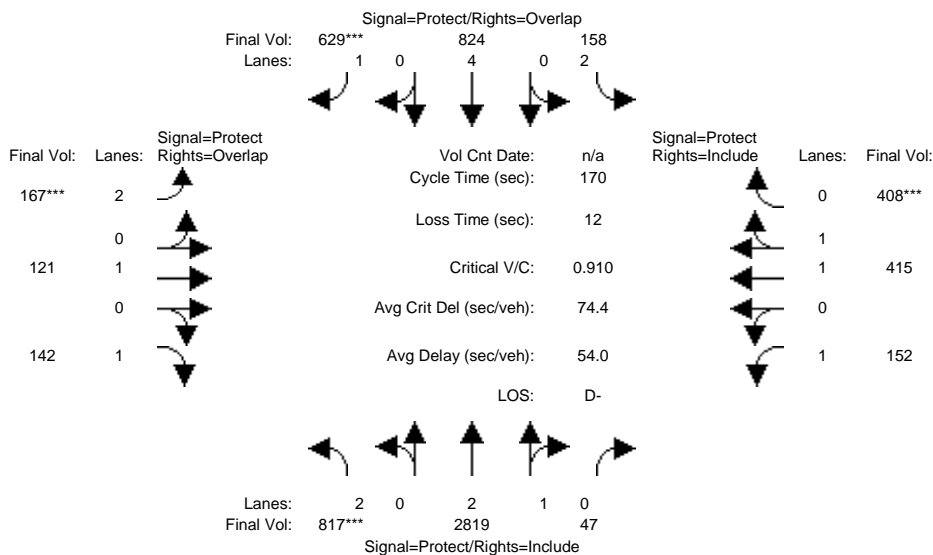 Signal=Protect/Rights=Overlap
Final Vol: 629*** 824 158
Lanes: 1 0 4 0 2
Signal=Protect
Final Vol: Lanes: Rights=Overlap
Vol Cnt Date: n/a
Signal=Protect
Rights=Include Lanes: Final Vol:
Cycle Time (sec): 170
167*** 2
0 408***
Loss Time (sec): 12
0
1
121 1
Critical V/C: 0.910
1 415
0
Avg Crit Del (sec/veh): 74.4
0
142 1
Avg Delay (sec/veh): 54.0
1 152
LOS: D-
Lanes: 2 0 2 1 0
Final Vol: 817*** 2819 47
Signal=Protect/Rights=Include